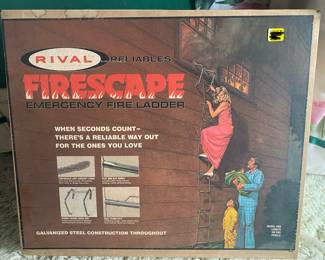 RIVAL RELIABLES
FIRESCAPE
EMERGENCY FIRE LADDER
WHEN SECONDS COUNT–
THERE'S A RELIABLE WAY OUT
FOR THE ONES YOU LOVE
GALVANIZED STEEL CONSTRUCTION THROUGHOUT